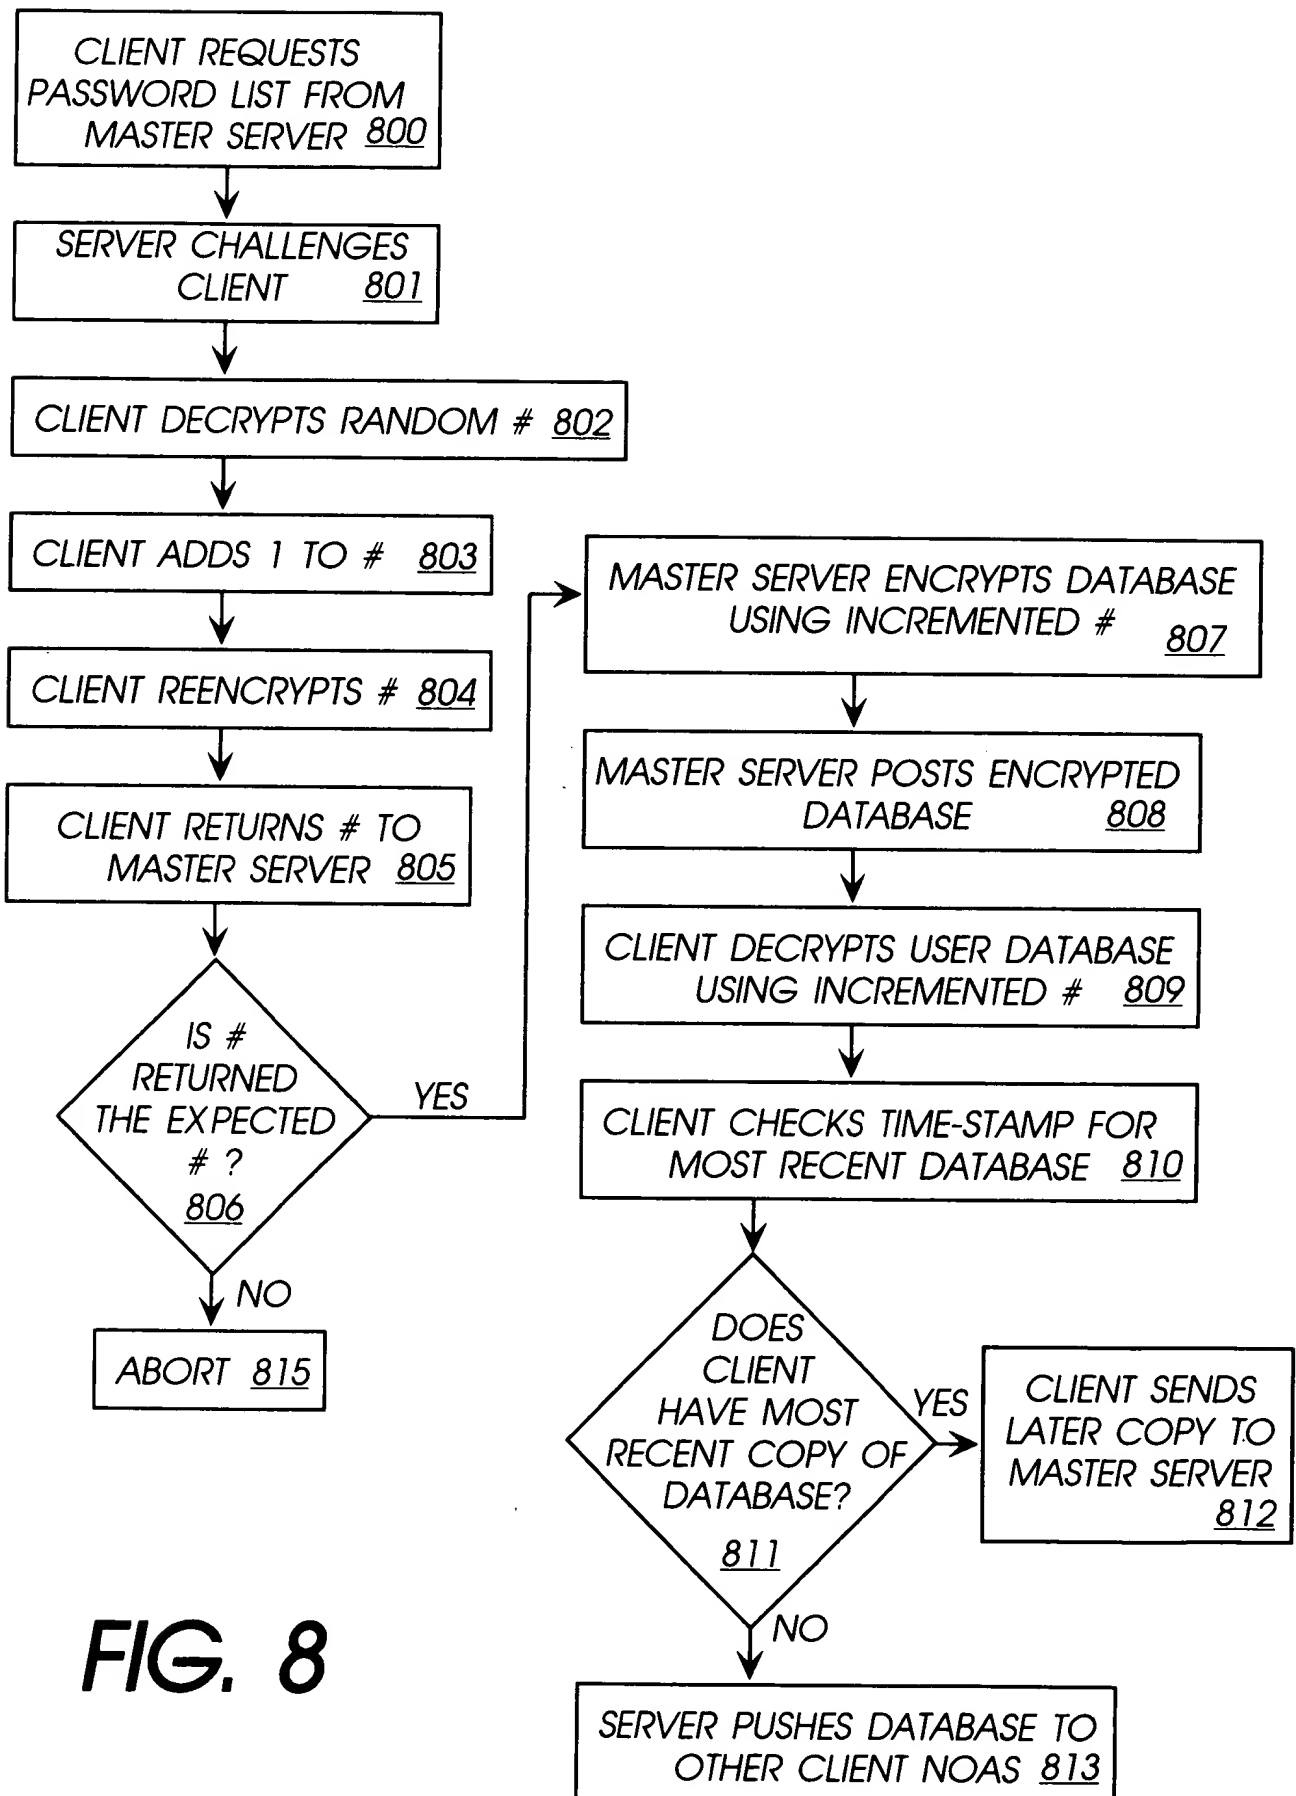 CLIENT REQUESTS
PASSWORD LIST FROM
MASTER SERVER 800
SERVER CHALLENGES
CLIENT 801
CLIENT DECRYPTS RANDOM # 802
CLIENT ADDS 1 TO # 803
CLIENT REENCRYPTS # 804
CLIENT RETURNS # TO
MASTER SERVER 805
IS #
RETURNED
THE EXPECTED
# ?
806
YES
NO
ABORT 815
MASTER SERVER ENCRYPTS DATABASE
USING INCREMENTED #
807
MASTER SERVER POSTS ENCRYPTED
DATABASE 808
CLIENT DECRYPTS USER DATABASE
USING INCREMENTED # 809
CLIENT CHECKS TIME-STAMP FOR
MOST RECENT DATABASE 810
DOES
CLIENT
HAVE MOST
RECENT COPY OF
DATABASE?
811
YES
CLIENT SENDS
LATER COPY TO
MASTER SERVER
812
NO
SERVER PUSHES DATABASE TO
OTHER CLIENT NOAS 813
FIG. 8